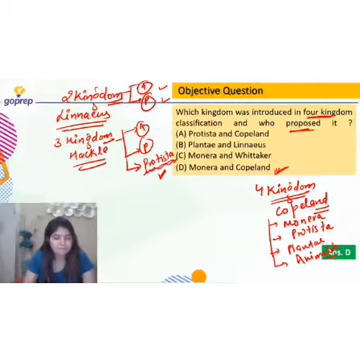 goprep
2 Kingdom
A
P
Linnaeus
3 Kingdom
A
P
Protista
Hackle
Objective Question
Which kingdom was introduced in four kingdom
classification and who proposed it ?
(A) Protista and Copeland
(B) Plantae and Linnaeus
(C) Monera and Whittaker
(D) Monera and Copeland
4 Kingdom
Copeland
Monera
Protista
Plantae
Ans. D